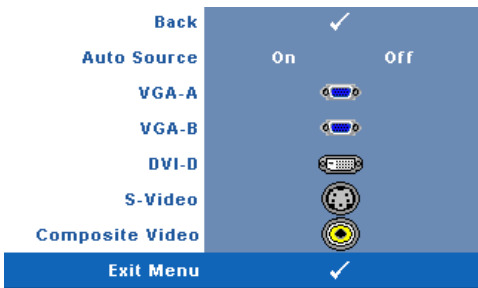 Back
Auto Source On Off
VGA-A
VGA-B
DVI-D
S-Video
Composite Video
Exit Menu